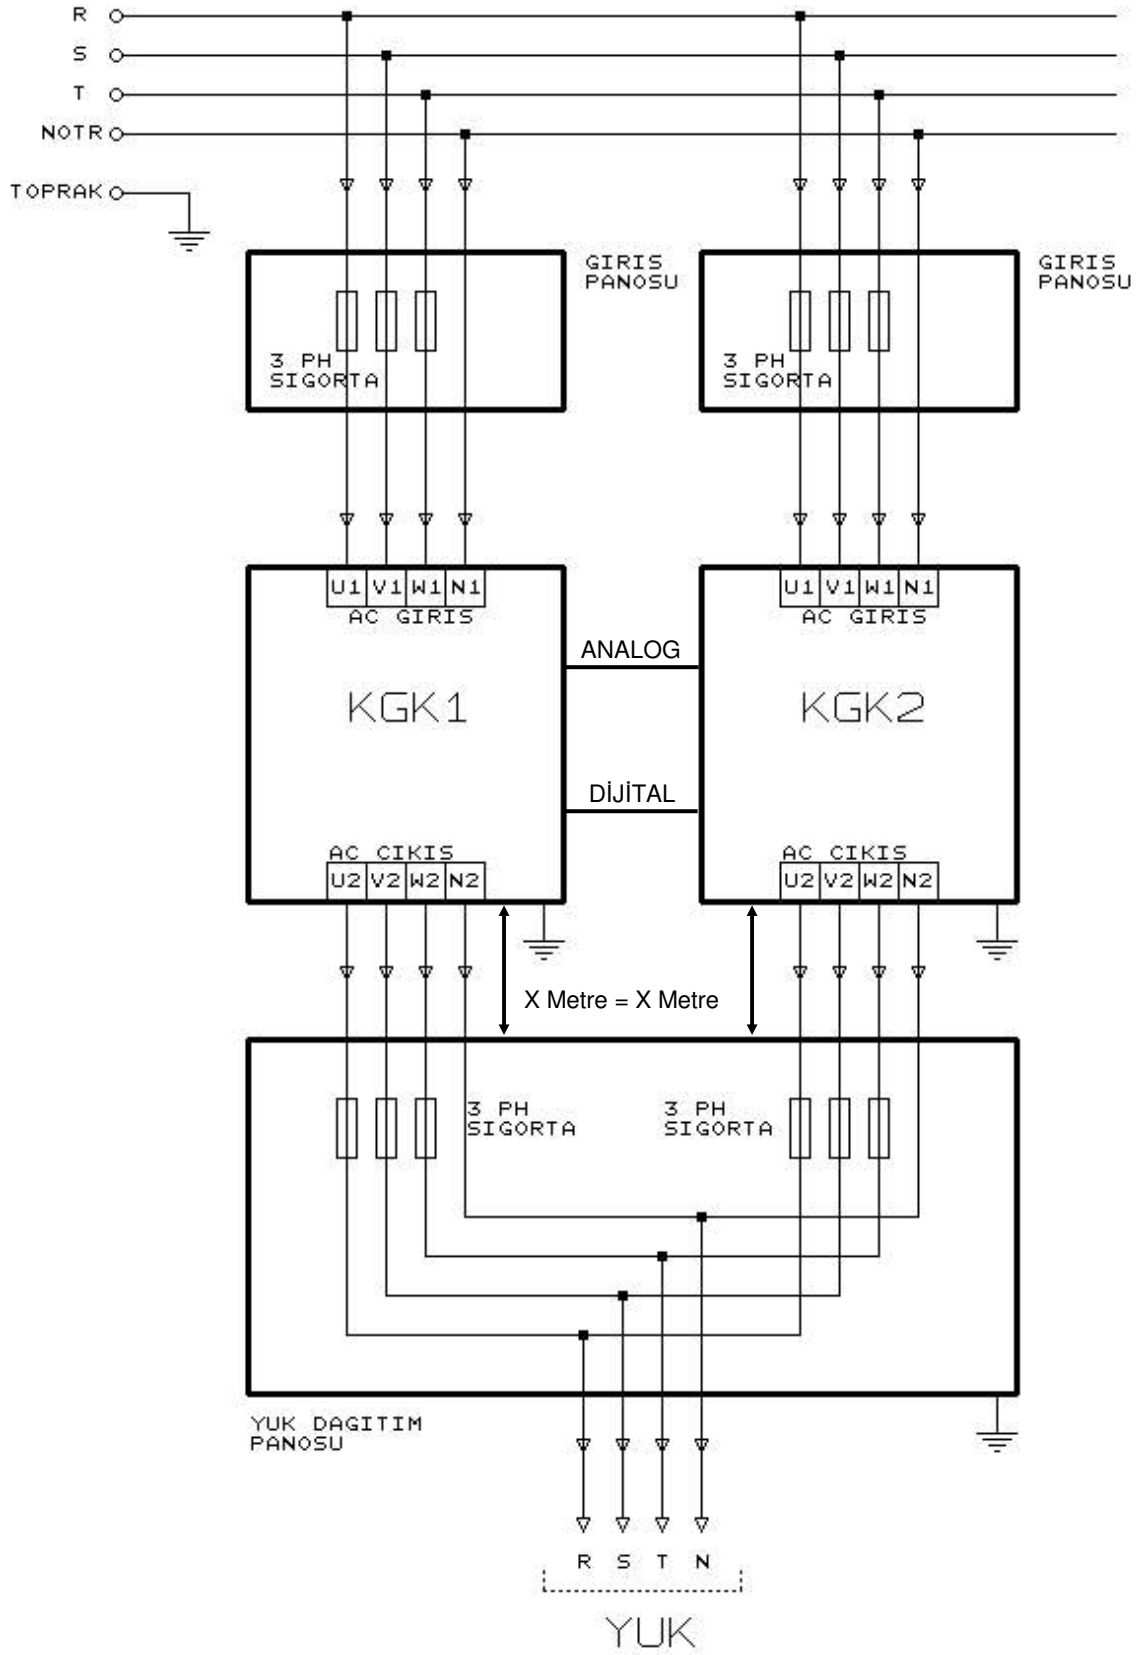 R
S
T
NOTR
TOPRAK
GIRIS
PANOSU
GIRIS
PANOSU
3 PH
SIGORTA
3 PH
SIGORTA
U1 V1 W1 N1
AC GIRIS
U1 V1 W1 N1
AC GIRIS
ANALOG
KGK1
KGK2
DİJİTAL
AC CIKIS
U2 V2 W2 N2
AC CIKIS
U2 V2 W2 N2
X Metre = X Metre
3 PH
SIGORTA
3 PH
SIGORTA
YUK DAGITIM
PANOSU
R S T N
YUK